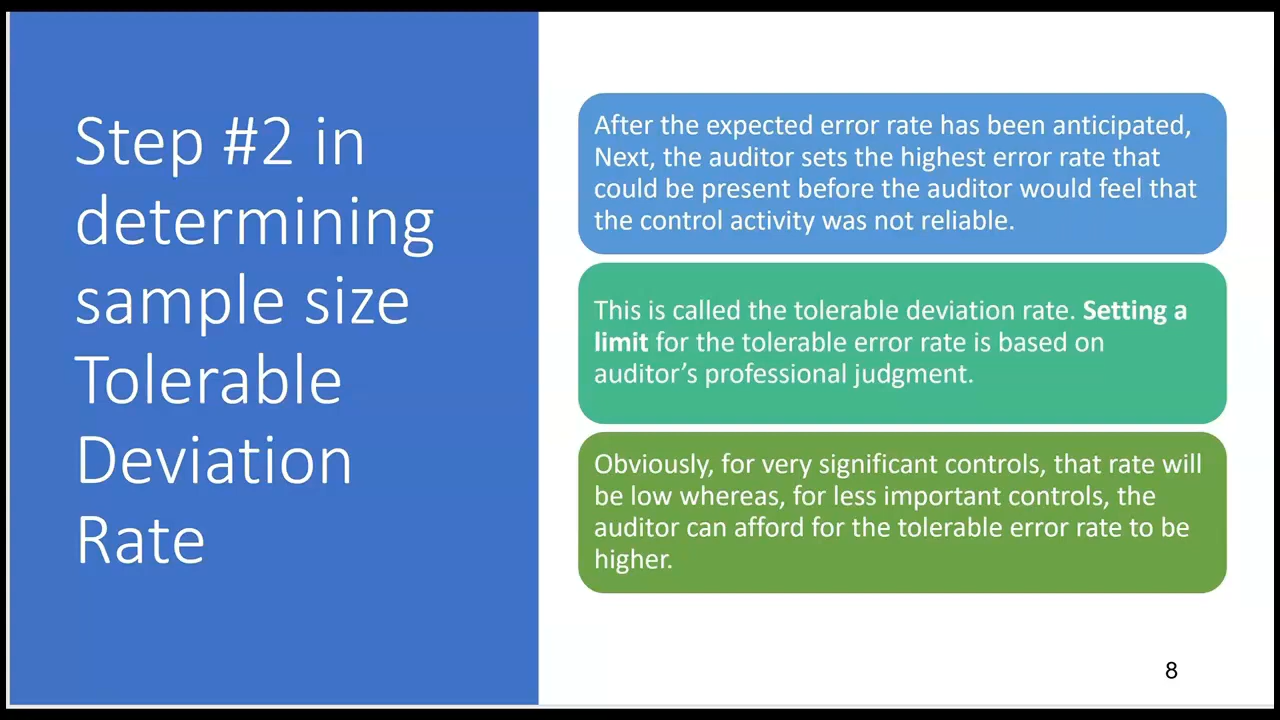 Step #2 in
determining
sample size
Tolerable
Deviation
Rate
After the expected error rate has been anticipated,
Next, the auditor sets the highest error rate that
could be present before the auditor would feel that
the control activity was not reliable.
This is called the tolerable deviation rate. Setting a
limit for the tolerable error rate is based on
auditor’s professional judgment.
Obviously, for very significant controls, that rate will
be low whereas, for less important controls, the
auditor can afford for the tolerable error rate to be
higher.
8